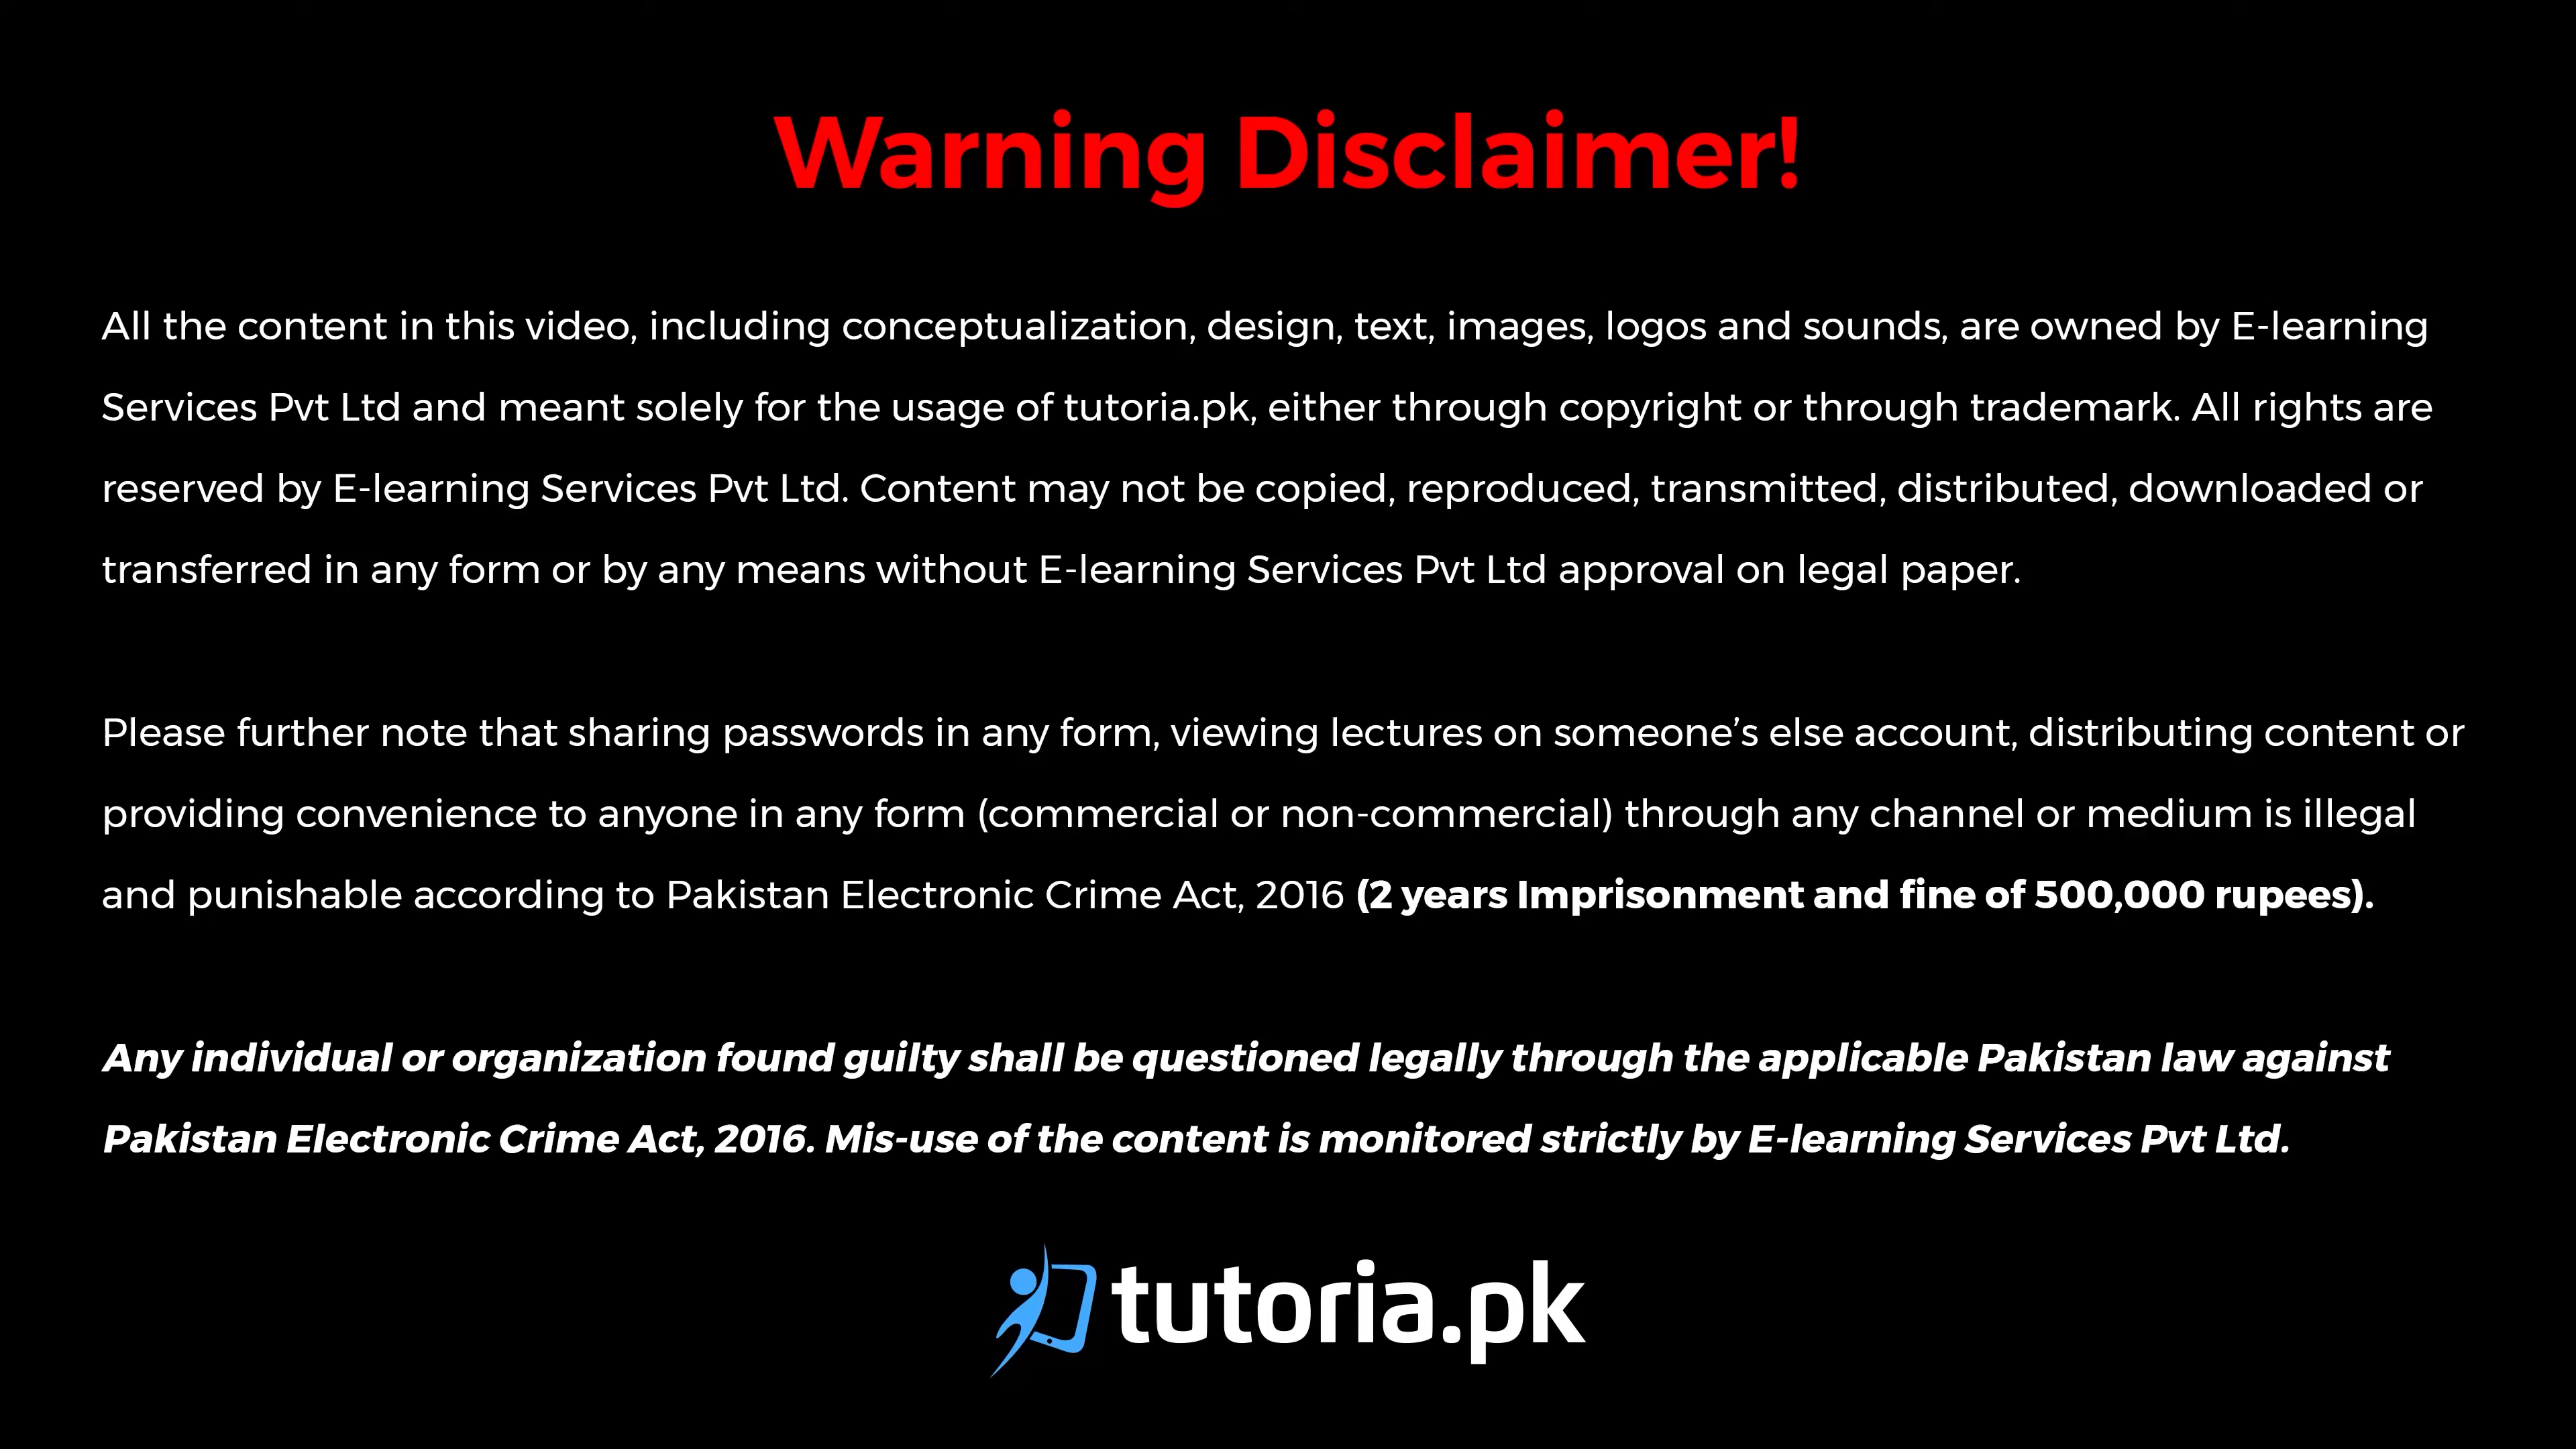 Warning Disclaimer!
All the content in this video, including conceptualization, design, text, images, logos and sounds, are owned by E-learning
Services Pvt Ltd and meant solely for the usage of tutoria.pk, either through copyright or through trademark. All rights are
reserved by E-learning Services Pvt Ltd. Content may not be copied, reproduced, transmitted, distributed, downloaded or
transferred in any form or by any means without E-learning Services Pvt Ltd approval on legal paper.
Please further note that sharing passwords in any form, viewing lectures on someone’s else account, distributing content or
providing convenience to anyone in any form (commercial or non-commercial) through any channel or medium is illegal
and punishable according to Pakistan Electronic Crime Act, 2016 (2 years Imprisonment and fine of 500,000 rupees).
Any individual or organization found guilty shall be questioned legally through the applicable Pakistan law against
Pakistan Electronic Crime Act, 2016. Mis-use of the content is monitored strictly by E-learning Services Pvt Ltd.
tutoria.pk